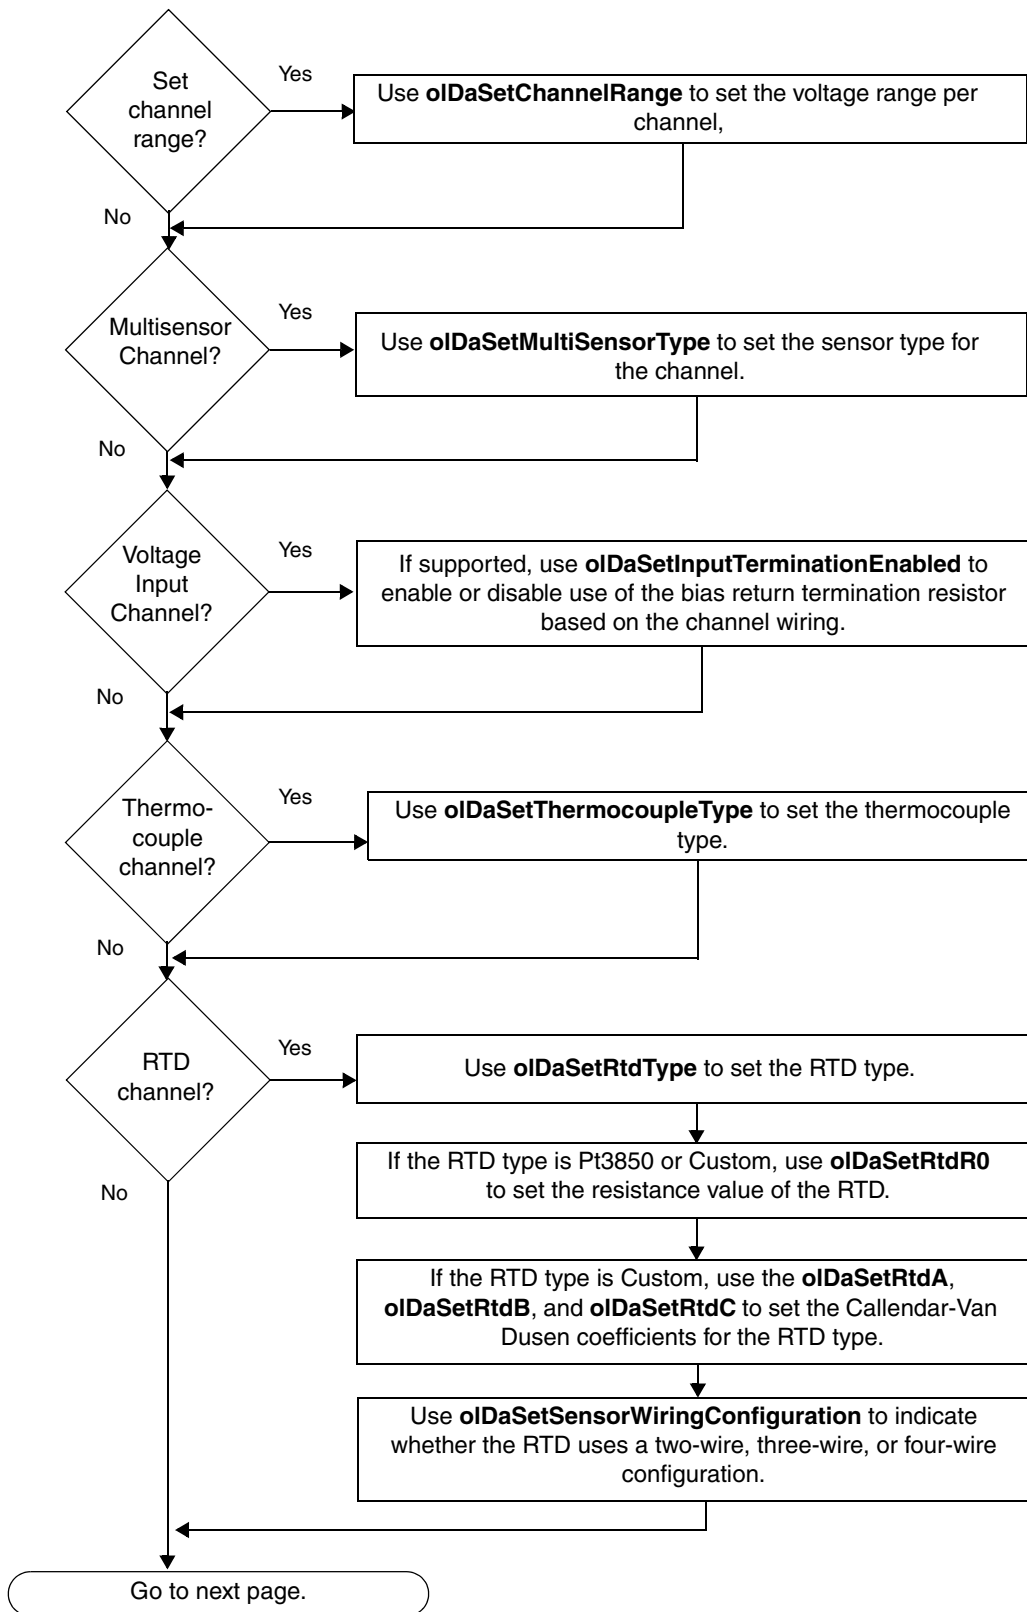 Set
channel
range?
Yes
Use olDaSetChannelRange to set the voltage range per
channel,
No
Multisensor
Channel?
Yes
Use olDaSetMultiSensorType to set the sensor type for
the channel.
No
Voltage
Input
Channel?
Yes
If supported, use olDaSetInputTerminationEnabled to
enable or disable use of the bias return termination resistor
based on the channel wiring.
No
Thermo-
couple
channel?
Yes
Use olDaSetThermocoupleType to set the thermocouple
type.
No
RTD
channel?
Yes
Use olDaSetRtdType to set the RTD type.
If the RTD type is Pt3850 or Custom, use olDaSetRtdR0
to set the resistance value of the RTD.
If the RTD type is Custom, use the olDaSetRtdA,
olDaSetRtdB, and olDaSetRtdC to set the Callendar-Van
Dusen coefficients for the RTD type.
Use olDaSetSensorWiringConfiguration to indicate
whether the RTD uses a two-wire, three-wire, or four-wire
configuration.
No
Go to next page.